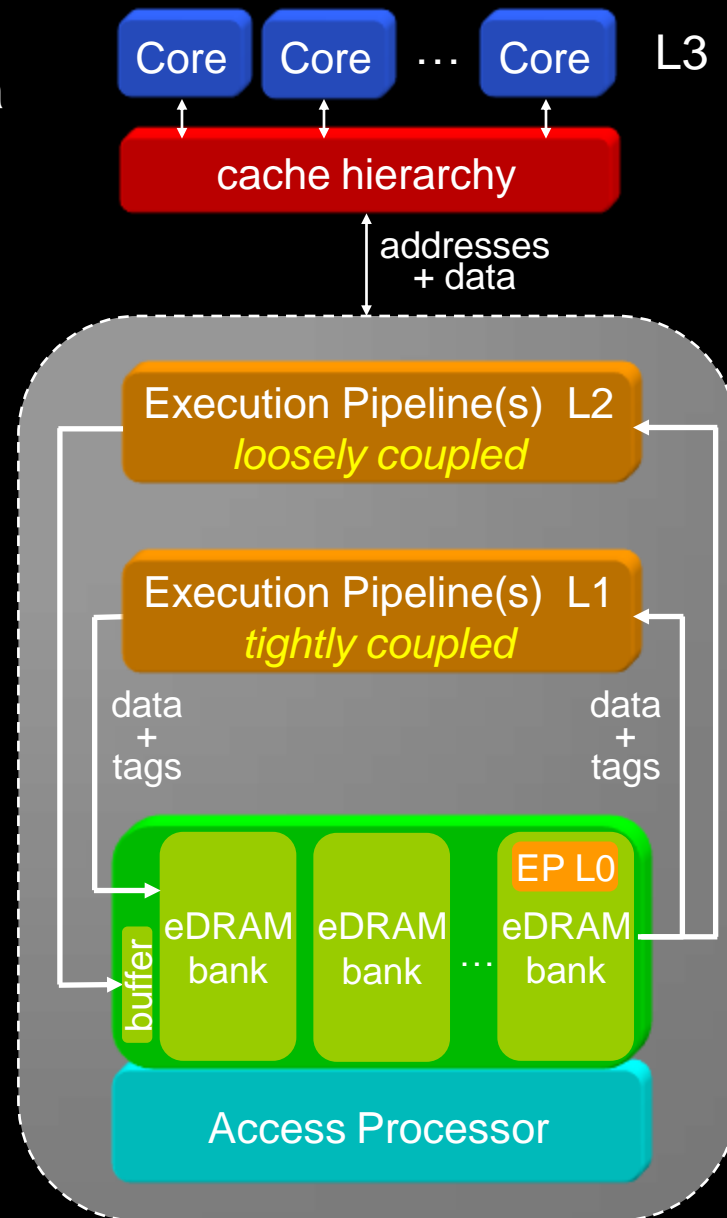 Core Core ... Core L3
cache hierarchy
addresses
+ data
Execution Pipeline(s) L2
loosely coupled
Execution Pipeline(s) L1
tightly coupled
data
+
tags
data
+
tags
buffer
eDRAM
bank
eDRAM
bank
...
EP L0
eDRAM
bank
Access Processor